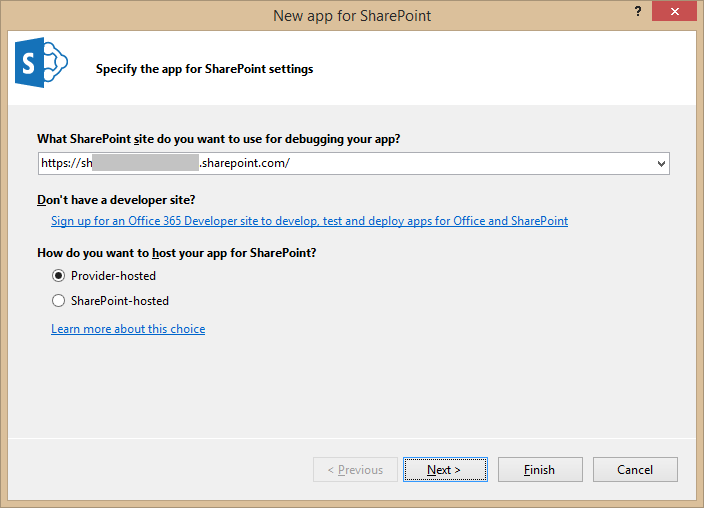 New app for SharePoint
?
S
Specify the app for SharePoint settings
What SharePoint site do you want to use for debugging your app?
https://sh .sharepoint.com/
Don't have a developer site?
Sign up for an Office 365 Developer site to develop, test and deploy apps for Office and SharePoint
How do you want to host your app for SharePoint?
Provider-hosted
SharePoint-hosted
Learn more about this choice
< Previous
Next >
Finish
Cancel